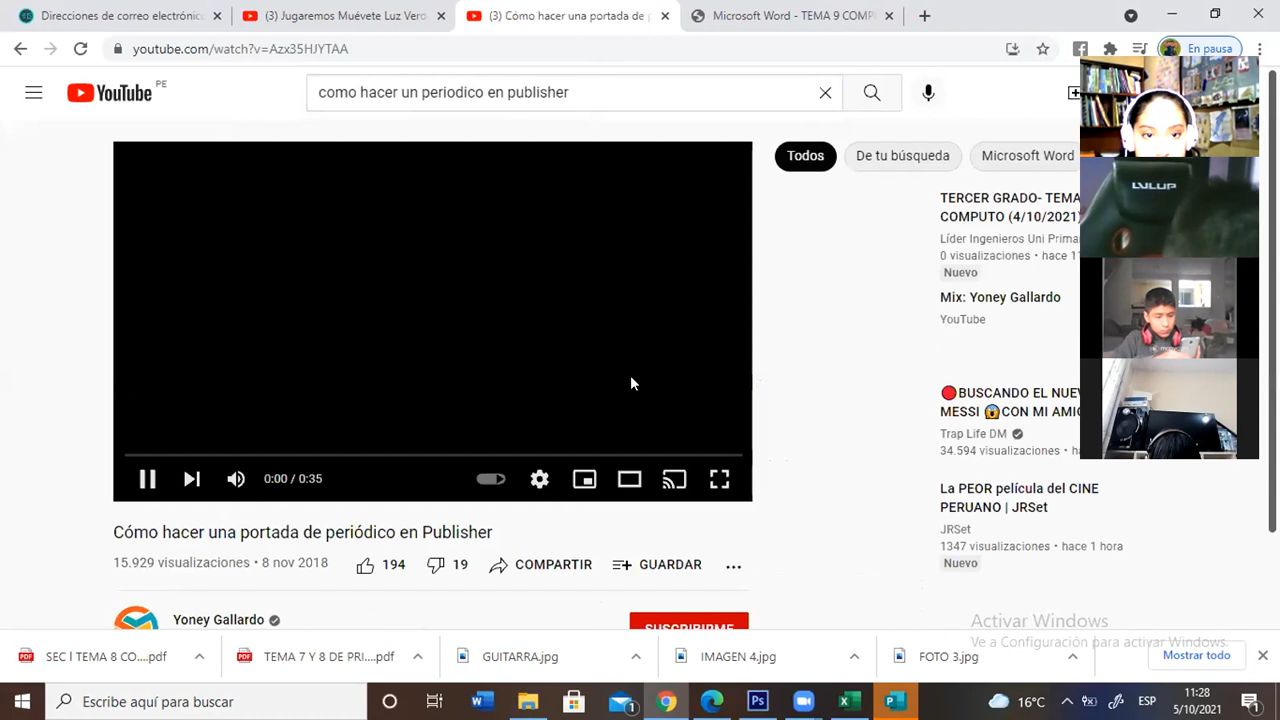 Direcciones de correo electrónic
(3) Jugaremos Muévete Luz Verd
(3) Cómo hacer una portada de p
Microsoft Word - TEMA 9 COMPU
youtube.com/watch?v=Azx35HJYTAA
En pausa
YouTube PE
como hacer un periodico en publisher
Todos
De tu búsqueda
Microsoft Word
LVLUP
TERCER GRADO- TEMA
COMPUTO (4/10/2021)
Líder Ingenieros Uni Prima
0 visualizaciones • hace 1
Nuevo
Mix: Yoney Gallardo
YouTube
BUSCANDO EL NUEV
MESSI 😱CON MI AMIG
Trap Life DM
34.594 visualizaciones •
La PEOR película del CINE
PERUANO | JRSet
JRSet
1347 visualizaciones • hace 1 hora
Nuevo
0:00 / 0:35
Cómo hacer una portada de periódico en Publisher
15.929 visualizaciones • 8 nov 2018
194
19
COMPARTIR
GUARDAR
Yoney Gallardo
SUSCRIBIRME
Activar Windows
Ve a Configuración para activar Windows.
SEC l TEMA 8 CO....pdf
TEMA 7 Y 8 DE PRI....pdf
GUITARRA.jpg
IMAGEN 4.jpg
FOTO 3.jpg
Mostrar todo
Escribe aquí para buscar
16°C
ESP
11:28
5/10/2021